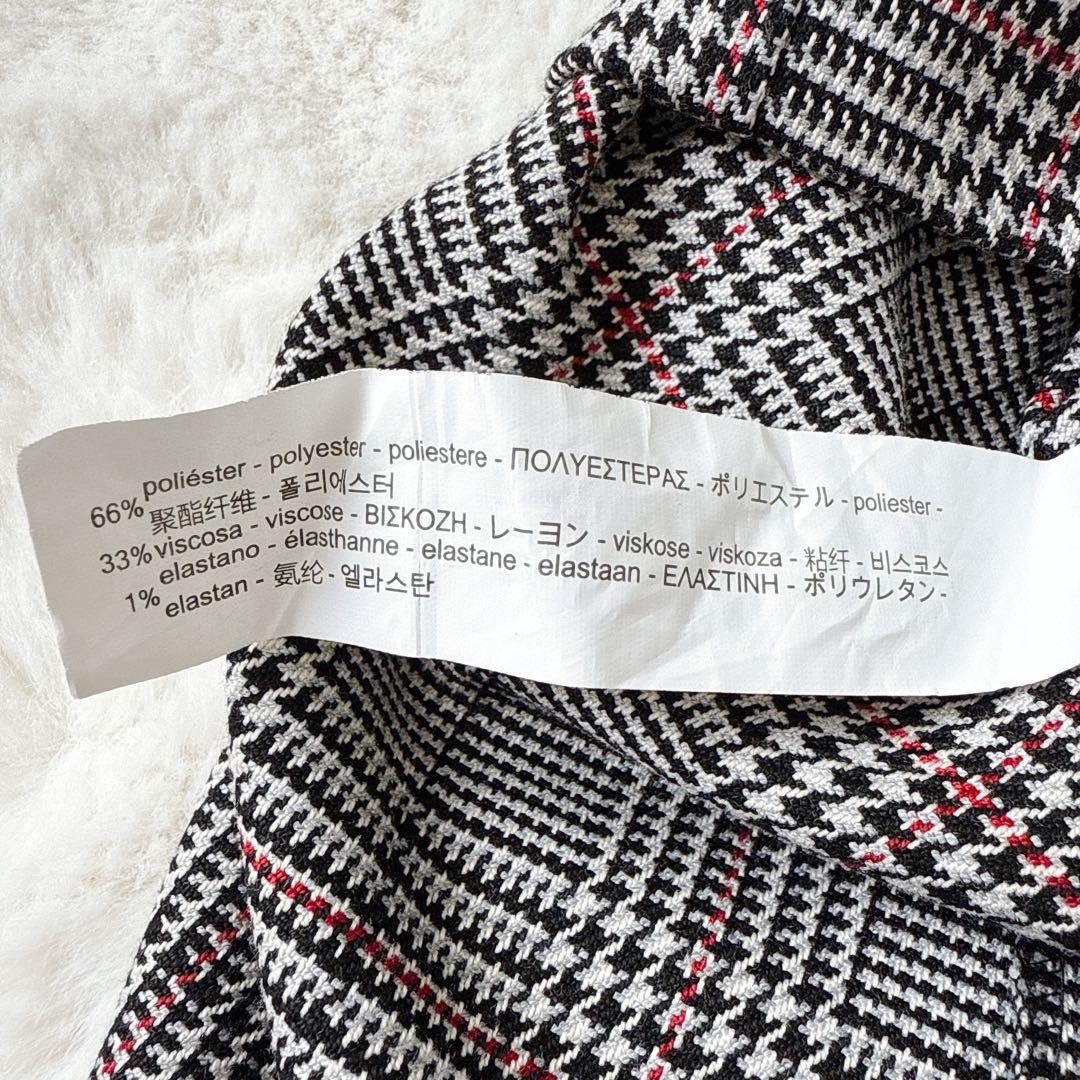 66% poliéster - polyester - poliestere - ΠΟΛΥΕΣΤΕΡΑΣ - ポリエステル - poliester -
聚酯纤维 - 폴리에스터
33% viscosa - viscose - ΒΙΣΚΟΖΗ - レーヨン - viskose - viskoza - 粘纤 - 비스코스
1% elastano - élasthanne - elastane - elastaan - ΕΛΑΣΤΙΝΗ - ポリウレタン -
elastan - 氨纶 - 엘라스탄